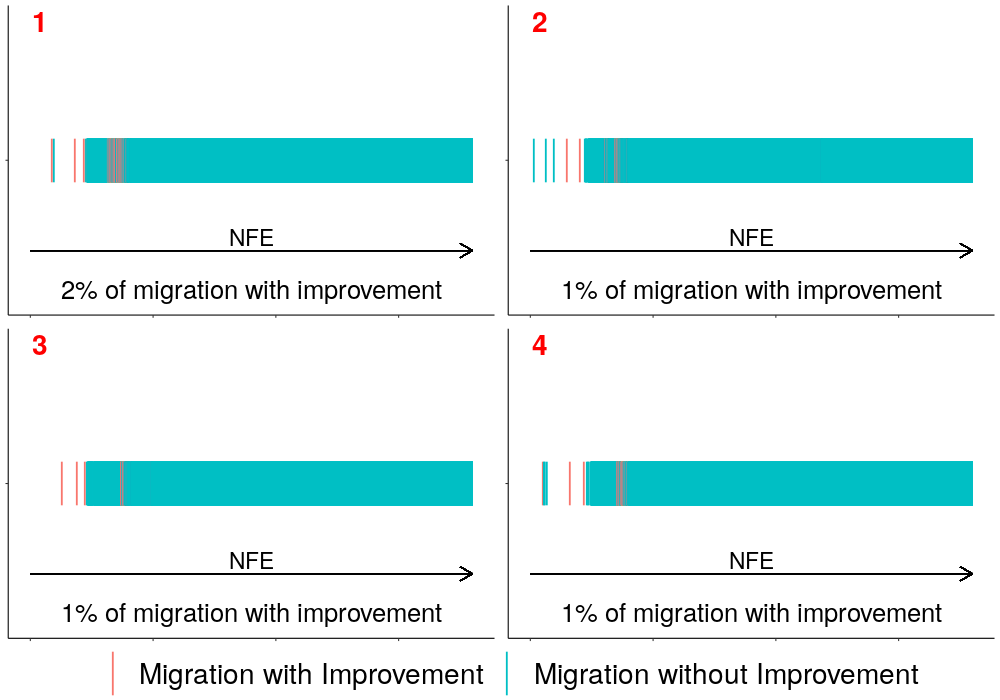 1
NFE
2% of migration with improvement
2
NFE
1% of migration with improvement
3
NFE
1% of migration with improvement
4
NFE
1% of migration with improvement
Migration with Improvement
Migration without Improvement